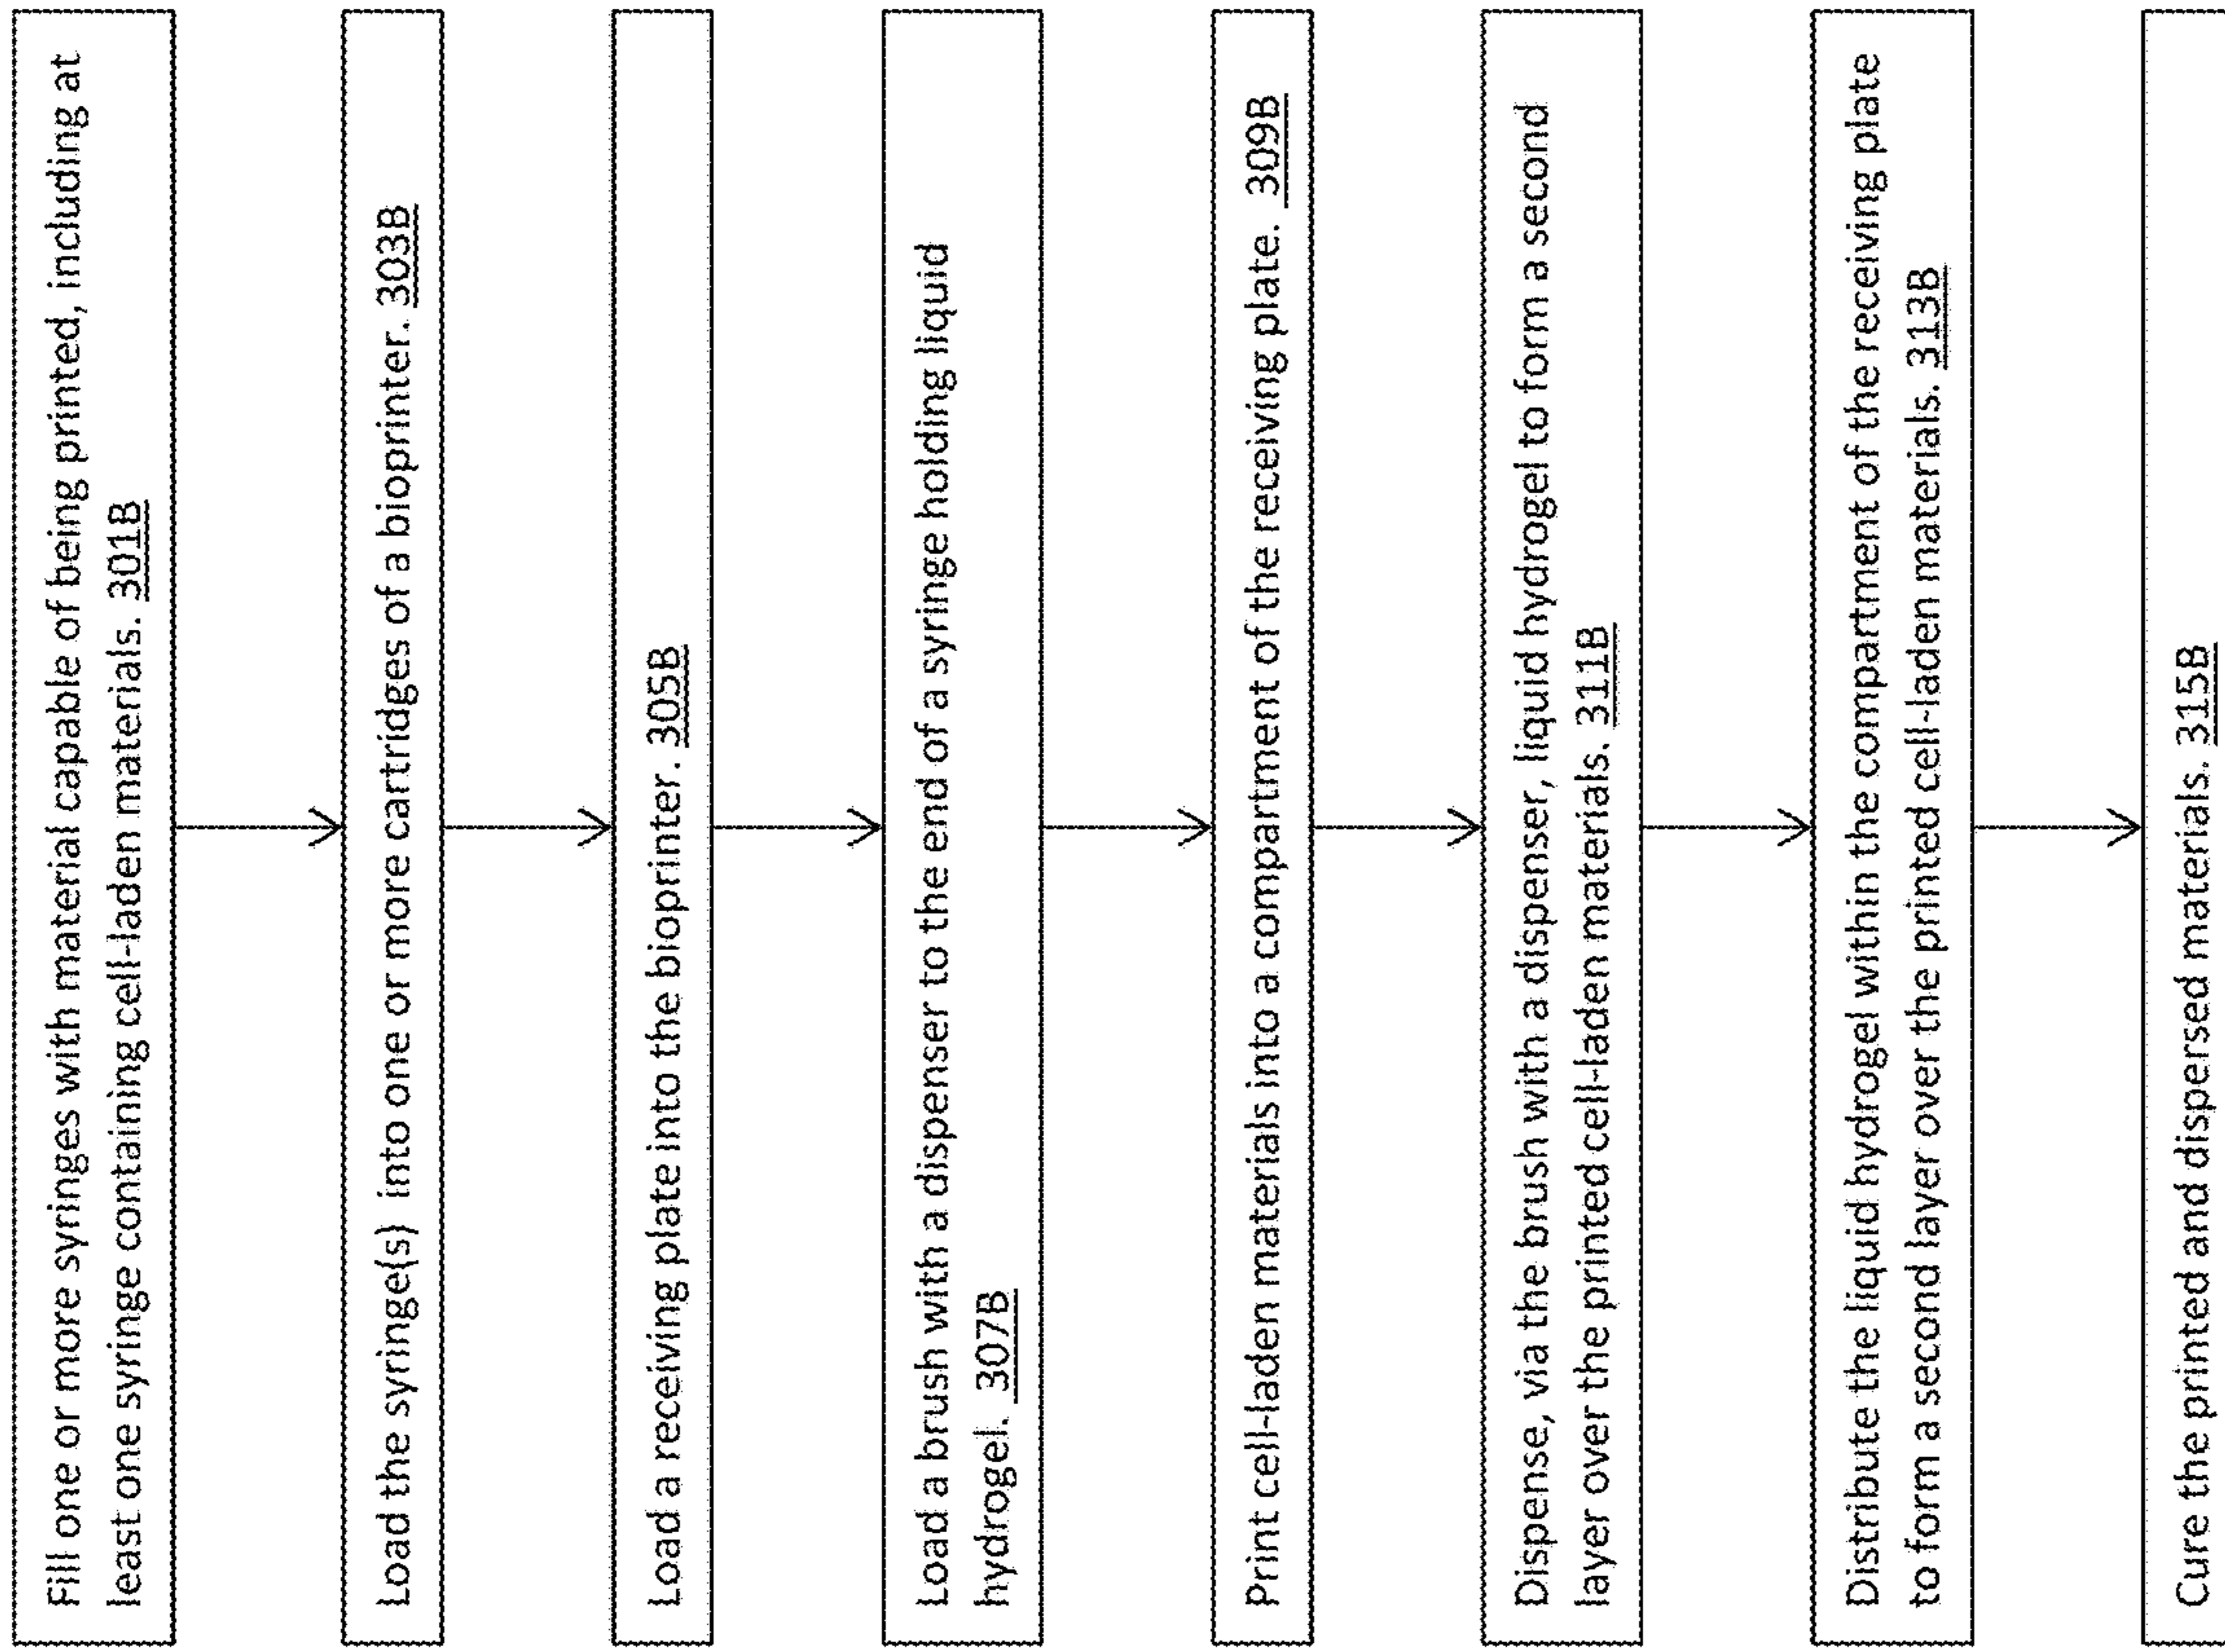 Fill one or more syringes with material capable of being printed, including at
least one syringe containing cell-laden materials. 301B
Load the syringe(s) into one or more cartridges of a bioprinter. 303B
Load a receiving plate into the bioprinter. 305B
Load a brush with a dispenser to the end of a syringe holding liquid
hydrogel. 307B
Print cell-laden materials into a compartment of the receiving plate. 309B
Dispense, via the brush with a dispenser, liquid hydrogel to form a second
layer over the printed cell-laden materials. 311B
Distribute the liquid hydrogel within the compartment of the receiving plate
to form a second layer over the printed cell-laden materials. 313B
Cure the printed and dispersed materials. 315B